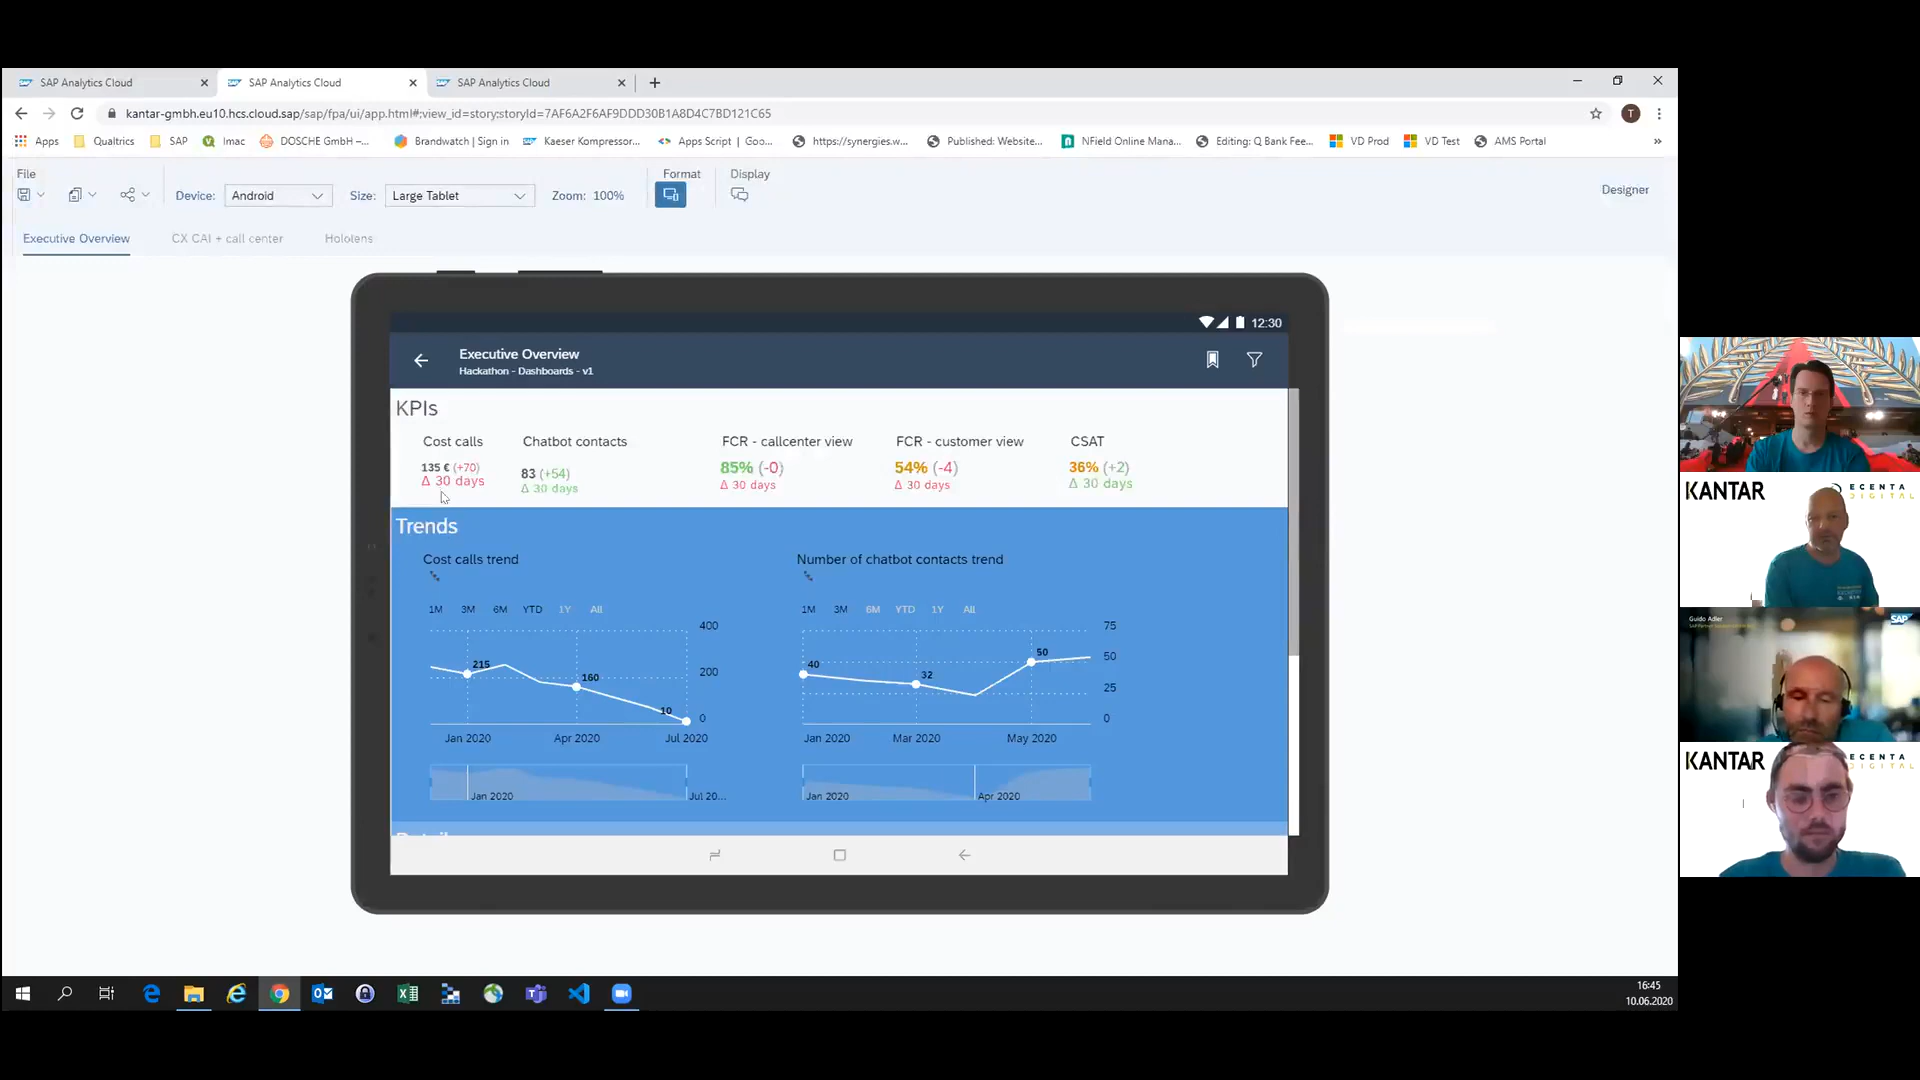 SAP Analytics Cloud
SAP Analytics Cloud
SAP Analytics Cloud
kantar-gmbh.eu10.hcs.cloud.sap/sap/fpa/ui/app.html#;view_id=story;storyId=7AF6A2F6AF9DDD30B1A8D4C7BD121C65
T
Apps Qualtrics SAP Imac DOSCHE GmbH –... Brandwatch | Sign in Kaeser Kompressor... Apps Script | Goo... https://synergies.w... Published: Website... NField Online Mana... Editing: Q Bank Fee... VD Prod VD Test AMS Portal »
File Format Display
Device: Android Size: Large Tablet Zoom: 100% Designer
Executive Overview CX CAI + call center Hololens
12:30
Executive Overview
Hackathon - Dashboards - v1
KPIs
Cost calls Chatbot contacts FCR - callcenter view FCR - customer view CSAT
135 € (+70) 83 (+54) 85% (-0) 54% (-4) 36% (+2)
Δ 30 days Δ 30 days Δ 30 days Δ 30 days Δ 30 days
Trends
Cost calls trend Number of chatbot contacts trend
1M 3M 6M YTD 1Y All 1M 3M 6M YTD 1Y All
400 75
215 200 40 50 50
160 32 25
10 0 0
Jan 2020 Apr 2020 Jul 2020 Jan 2020 Mar 2020 May 2020
Jan 2020 Jul 20... Jan 2020 Apr 2020
KANTAR ECENTA
DIGITAL
Guido Adler
SAP
KANTAR ECENTA
DIGITAL
16:45
10.06.2020